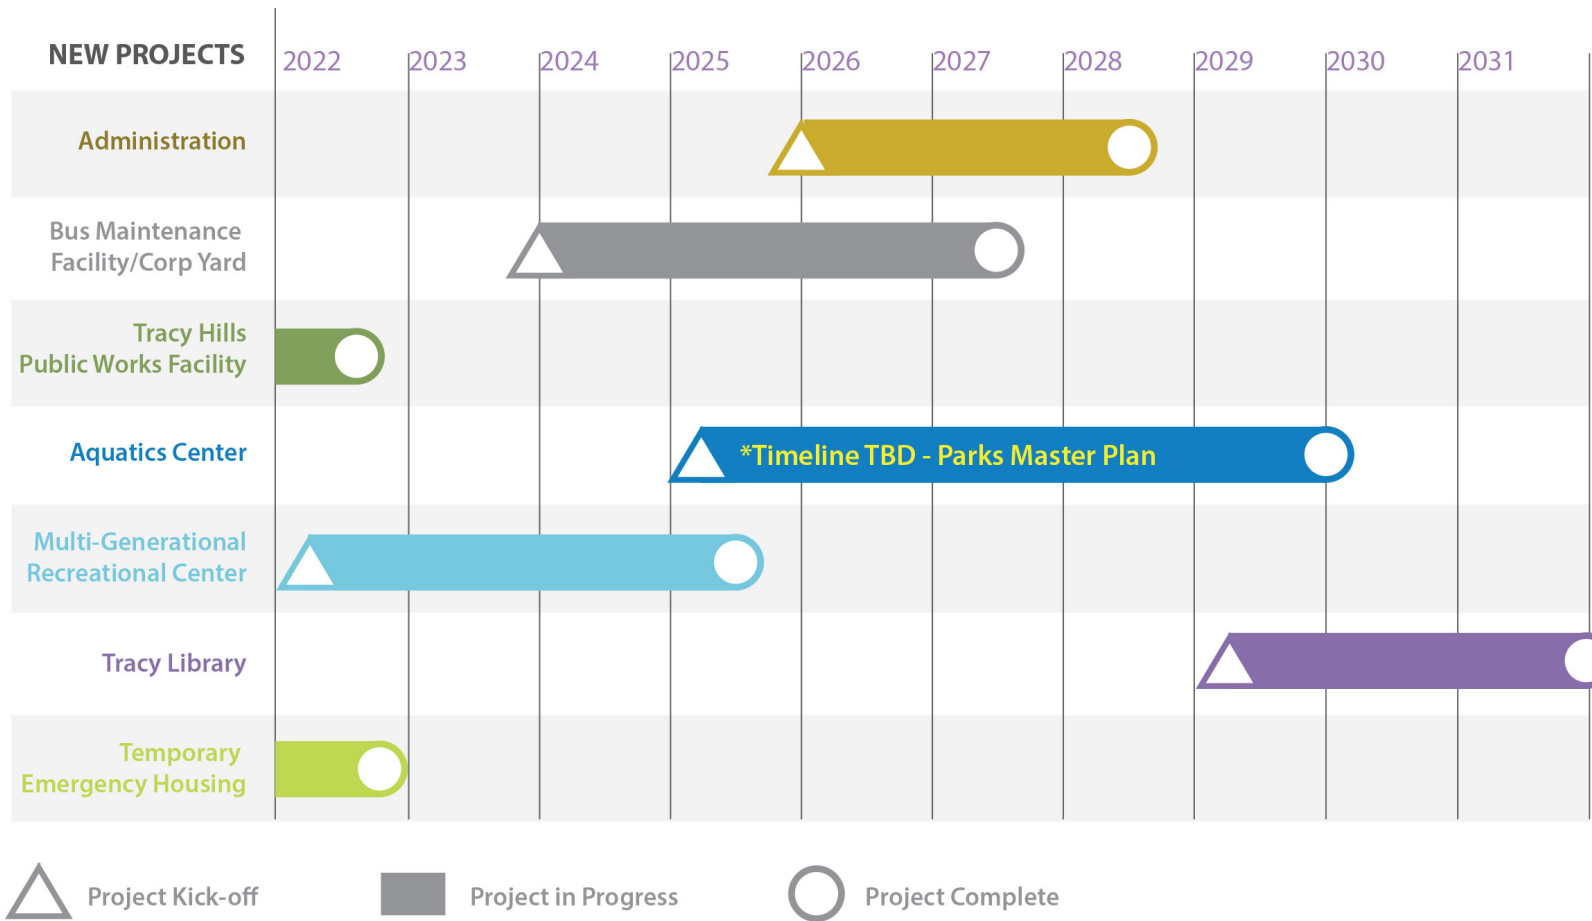 NEW PROJECTS
2022 2023 2024 2025 2026 2027 2028 2029 2030 2031
Administration
Bus Maintenance
Facility/Corp Yard
Tracy Hills
Public Works Facility
Aquatics Center
*Timeline TBD - Parks Master Plan
Multi-Generational
Recreational Center
Tracy Library
Temporary
Emergency Housing
Project Kick-off
Project in Progress
Project Complete